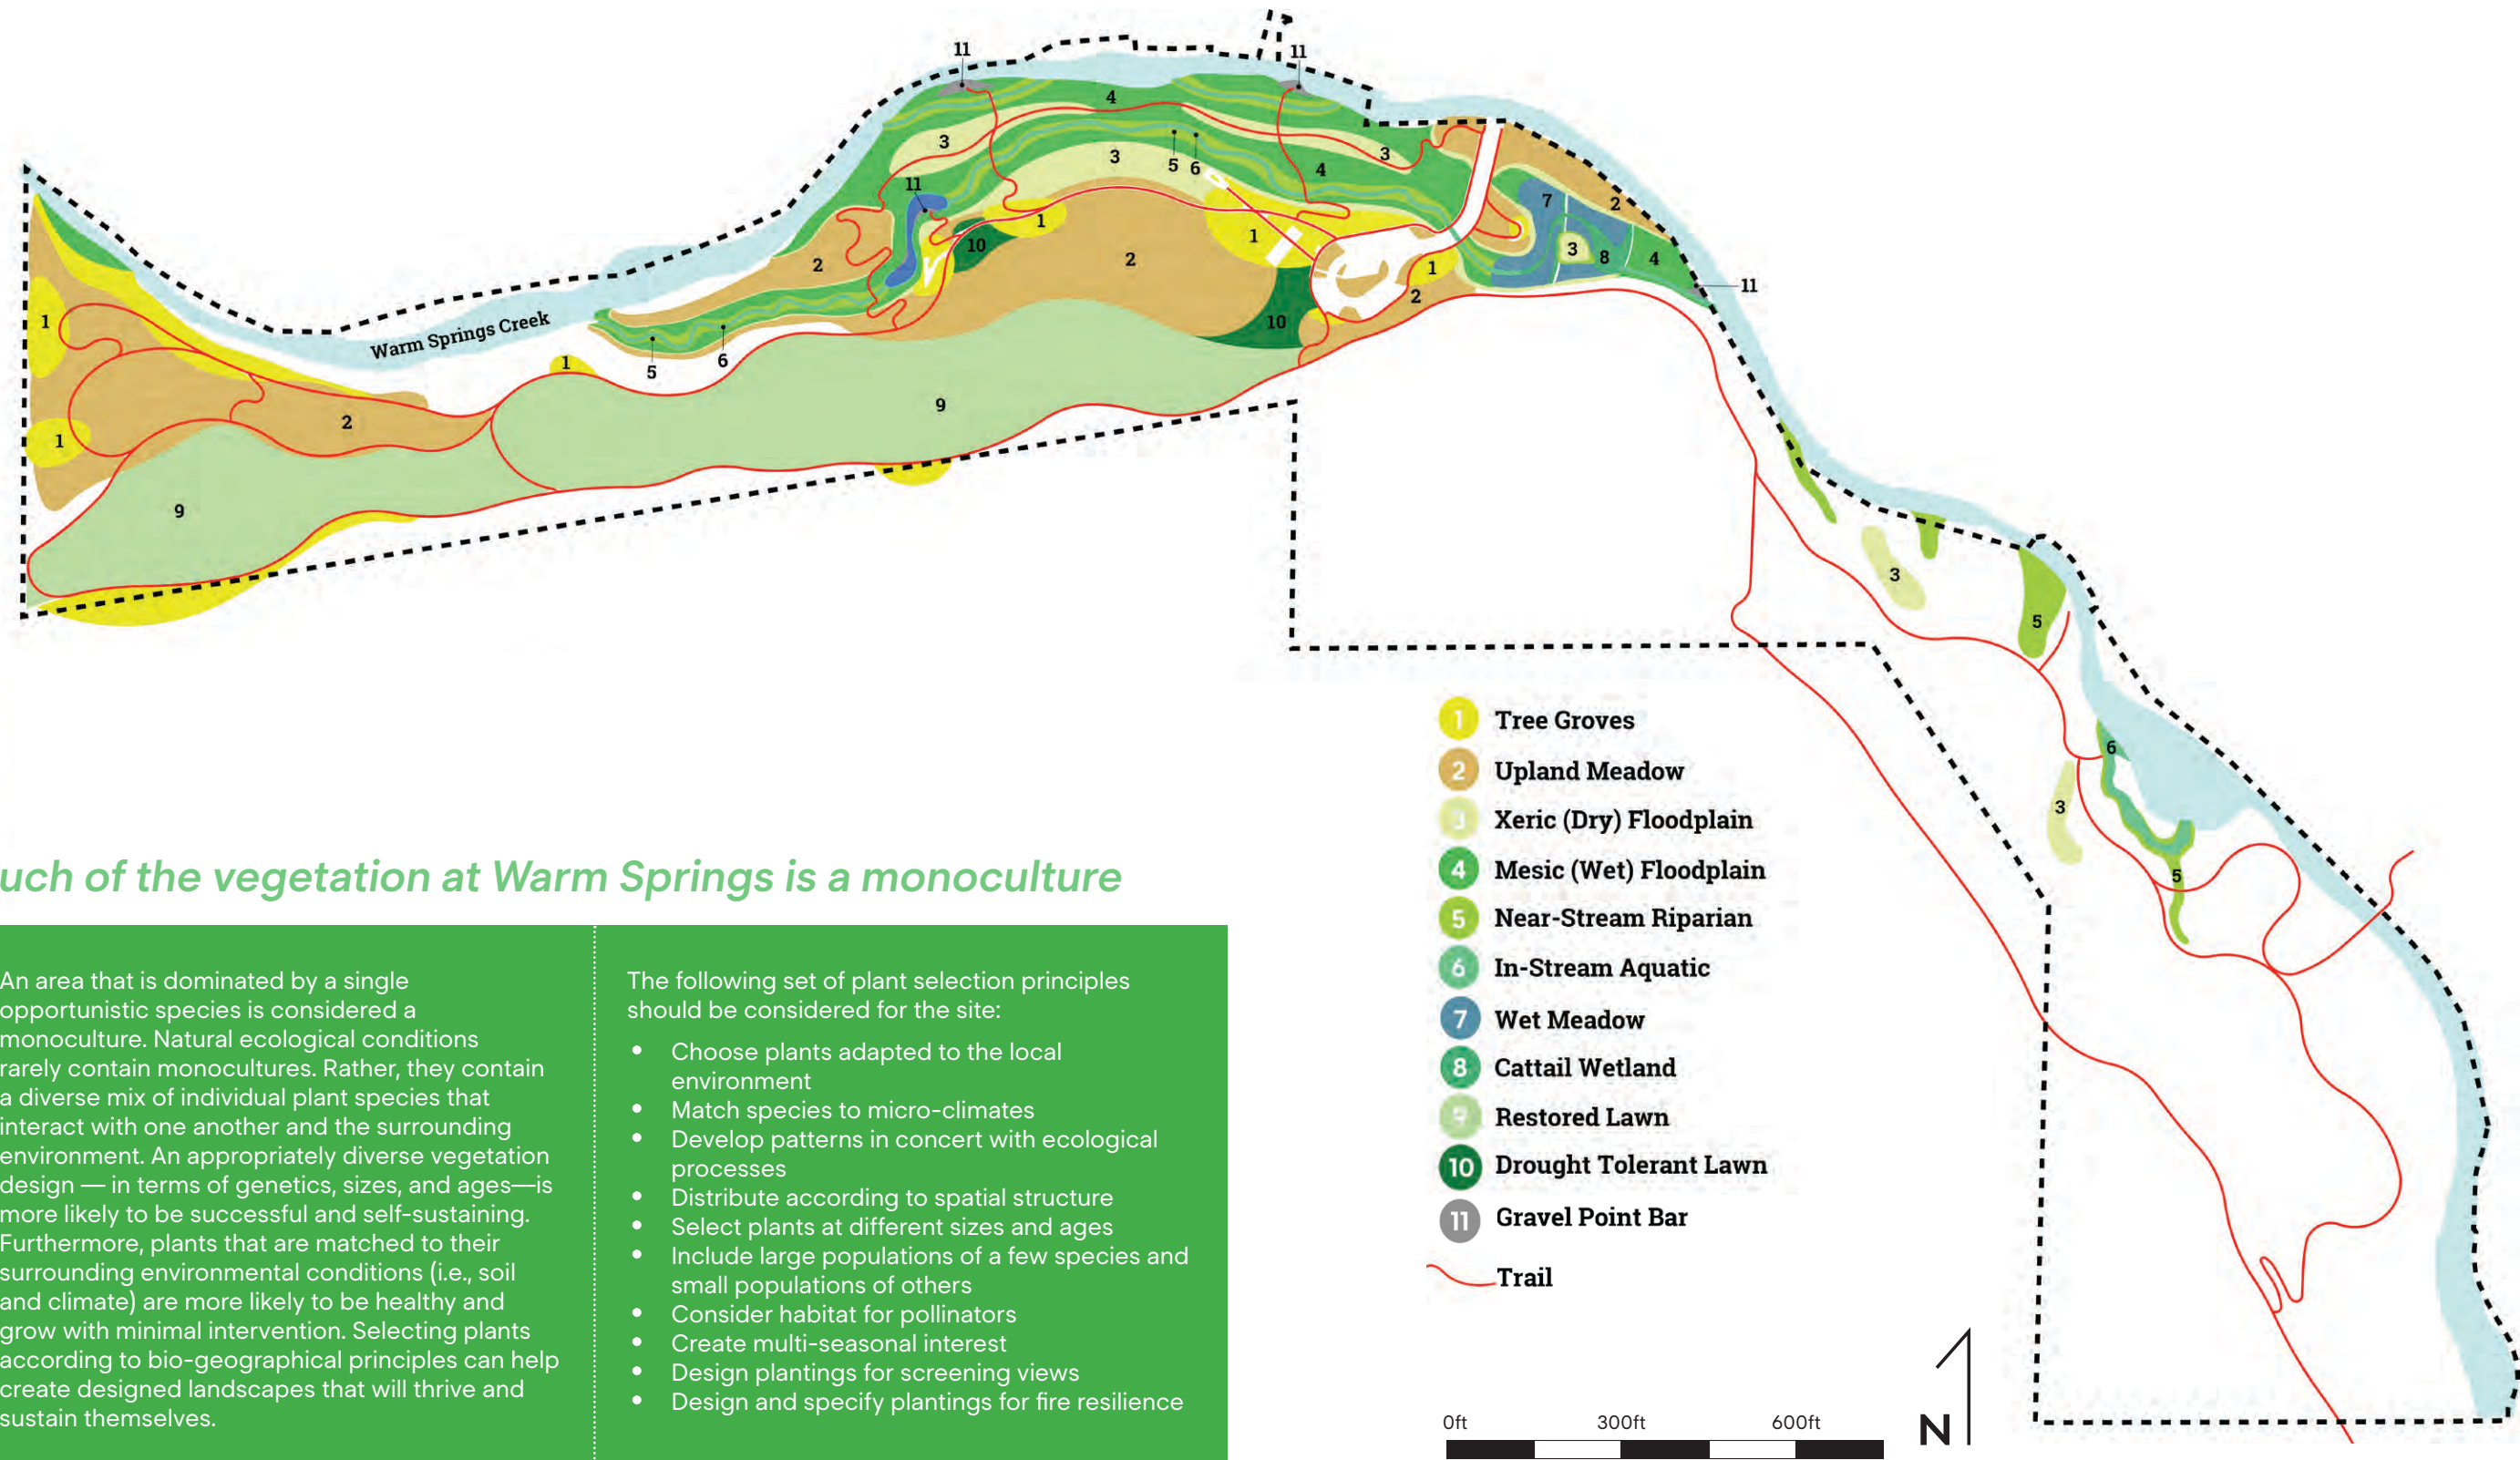 11
11
4
3
3
3
5 6
4
11
1
10
1
2
2
7
2
3
8
4
1
2
11
10
1
Warm Springs Creek
6
5
1
2
1
9
9
3
5
6
3
5
1 Tree Groves
2 Upland Meadow
3 Xeric (Dry) Floodplain
4 Mesic (Wet) Floodplain
5 Near-Stream Riparian
6 In-Stream Aquatic
7 Wet Meadow
8 Cattail Wetland
9 Restored Lawn
10 Drought Tolerant Lawn
11 Gravel Point Bar
Trail
0ft 300ft 600ft
N
uch of the vegetation at Warm Springs is a monoculture
An area that is dominated by a single
opportunistic species is considered a
monoculture. Natural ecological conditions
rarely contain monocultures. Rather, they contain
a diverse mix of individual plant species that
interact with one another and the surrounding
environment. An appropriately diverse vegetation
design — in terms of genetics, sizes, and ages—is
more likely to be successful and self-sustaining.
Furthermore, plants that are matched to their
surrounding environmental conditions (i.e., soil
and climate) are more likely to be healthy and
grow with minimal intervention. Selecting plants
according to bio-geographical principles can help
create designed landscapes that will thrive and
sustain themselves.
The following set of plant selection principles
should be considered for the site:
• Choose plants adapted to the local
environment
• Match species to micro-climates
• Develop patterns in concert with ecological
processes
• Distribute according to spatial structure
• Select plants at different sizes and ages
• Include large populations of a few species and
small populations of others
• Consider habitat for pollinators
• Create multi-seasonal interest
• Design plantings for screening views
• Design and specify plantings for fire resilience